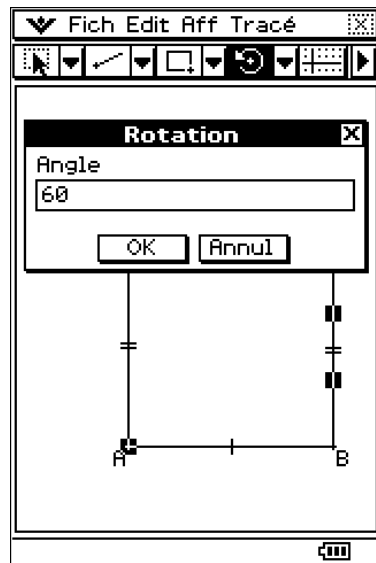 Fich Edit Aff Tracé
Rotation
Angle
60
OK Annul
A B